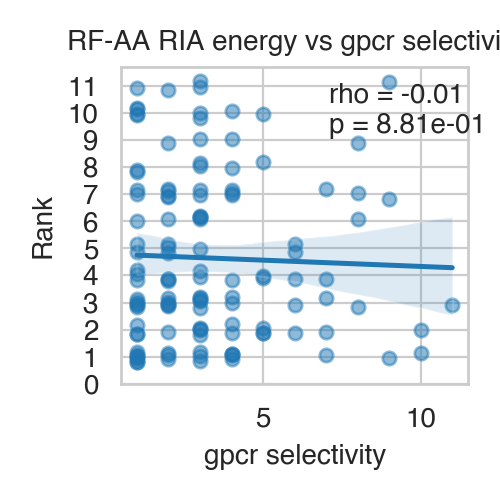 RF-AA RIA energy vs gpcr selectivi
rho = -0.01
p = 8.81e-01
11
10
9
8
7
6
5
4
3
2
1
0
Rank
5 10
gpcr selectivity